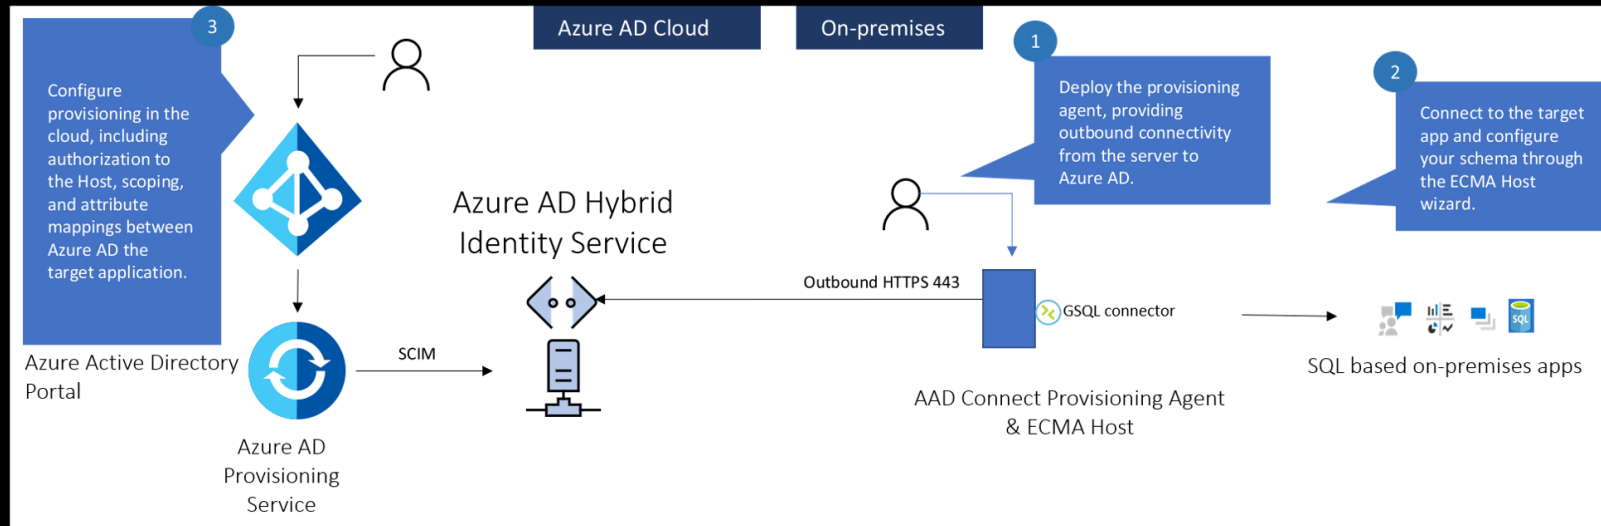 3
Configure
provisioning in the
cloud, including
authorization to
the Host, scoping,
and attribute
mappings between
Azure AD the
target application.
Azure Active Directory
Portal
Azure AD
Provisioning
Service
SCIM
Azure AD Cloud
On-premises
Azure AD Hybrid
Identity Service
Outbound HTTPS 443
1
Deploy the provisioning
agent, providing
outbound connectivity
from the server to
Azure AD.
GSQL connector
AAD Connect Provisioning Agent
& ECMA Host
2
Connect to the target
app and configure
your schema through
the ECMA Host
wizard.
SQL
SQL based on-premises apps